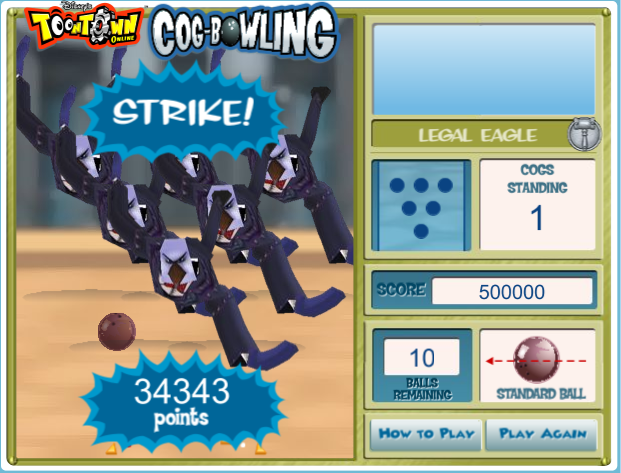 Disney's
TOONTOWN
ONLINE
COG-BOWLING
STRIKE!
34343
points
LEGAL EAGLE
COGS
STANDING
1
SCORE 500000
10
BALLS
REMAINING
STANDARD BALL
HOW TO PLAY
PLAY AGAIN